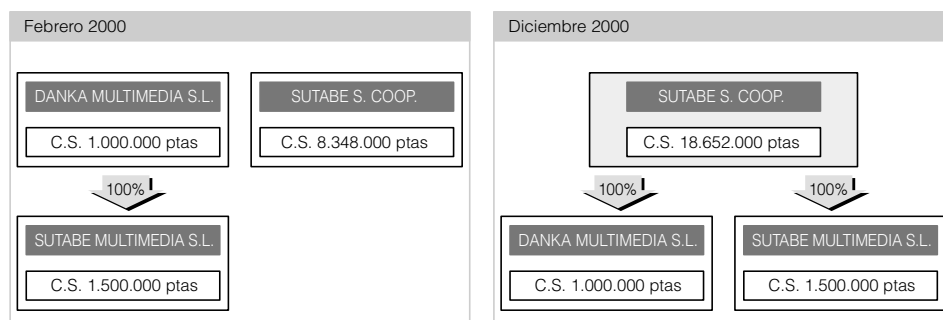 Febrero 2000
DANKA MULTIMEDIA S.L.
C.S. 1.000.000 ptas
SUTABE S. COOP.
C.S. 8.348.000 ptas
100%
SUTABE MULTIMEDIA S.L.
C.S. 1.500.000 ptas
Diciembre 2000
SUTABE S. COOP.
C.S. 18.652.000 ptas
100%
100%
DANKA MULTIMEDIA S.L.
C.S. 1.000.000 ptas
SUTABE MULTIMEDIA S.L.
C.S. 1.500.000 ptas